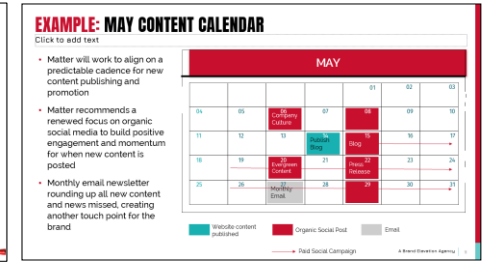 EXAMPLE: MAY CONTENT CALENDAR
Click to add text
• Matter will work to align on a
predictable cadence for new
content publishing and
promotion
• Matter recommends a
renewed focus on organic
social media to build positive
engagement and momentum
for when new content is
posted
• Monthly email newsletter
rounding up all new content
and news missed, creating
another touch point for the
brand
MAY
01 02 03
04 05 06 07 08 09 10
Company
Culture
11 12 13 14 15 16 17
Publish
Blog
Blog
18 19 20 21 22 23 24
Evergreen
Content
Press
Release
25 26 27 28 29 30 31
Monthly
Email
Website content
published
Organic Social Post
Email
Paid Social Campaign
A Brand Elevation Agency